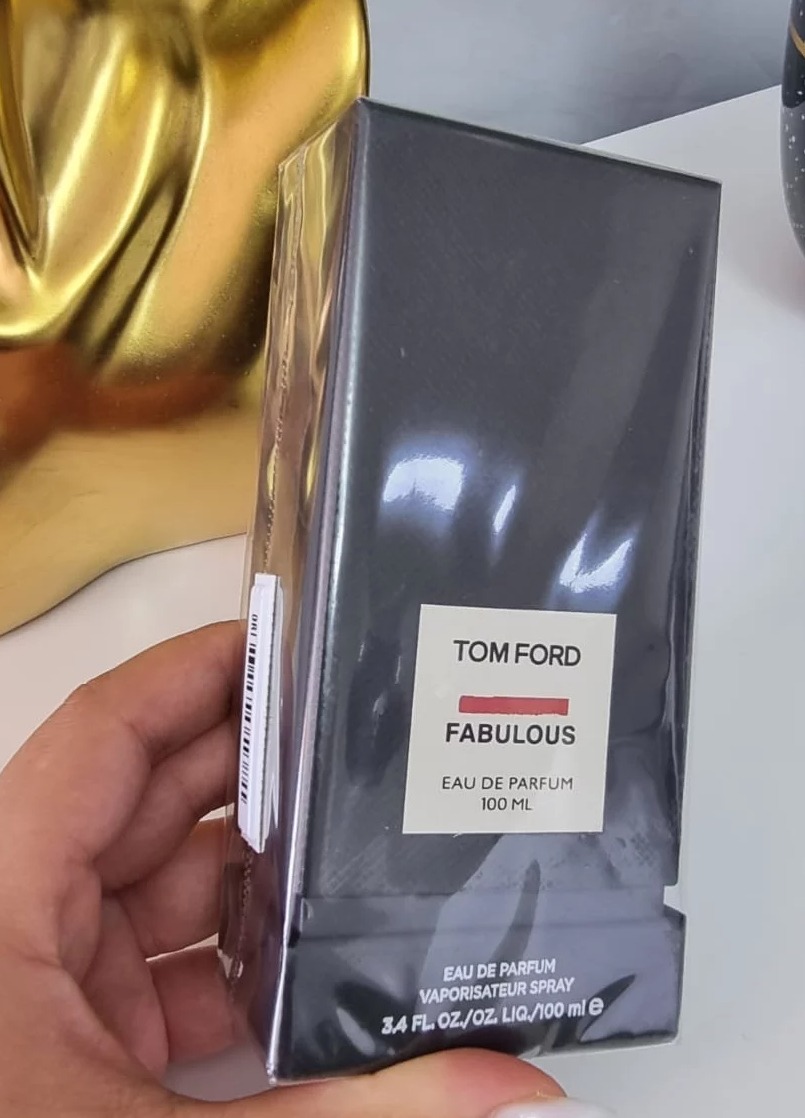 TOM FORD
FABULOUS
EAU DE PARFUM
100 ML
EAU DE PARFUM
VAPORISATEUR SPRAY
3,4 FL. OZ./OZ. LIQ./100 ml e